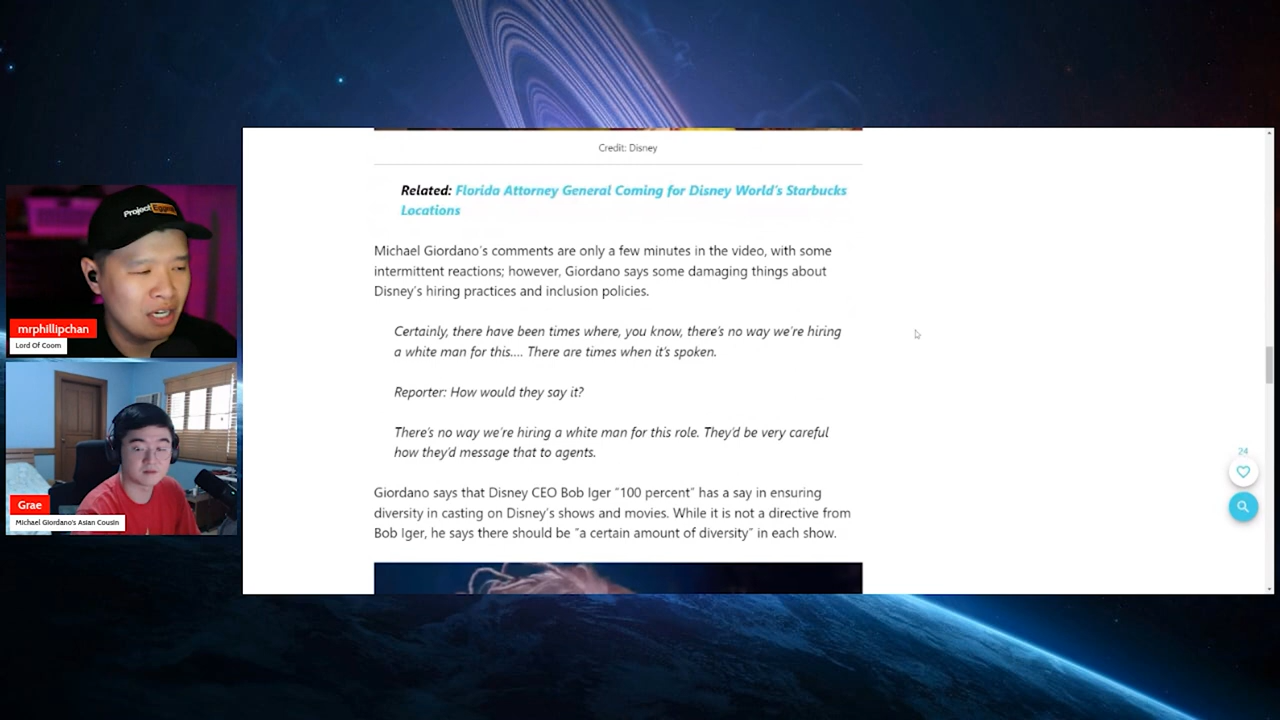 Credit: Disney
Related: Florida Attorney General Coming for Disney World's Starbucks
Locations
Michael Giordano's comments are only a few minutes in the video, with some
intermittent reactions; however, Giordano says some damaging things about
Disney's hiring practices and inclusion policies.
Certainly, there have been times where, you know, there's no way we're hiring
a white man for this.... There are times when it's spoken.
Reporter: How would they say it?
There's no way we're hiring a white man for this role. They'd be very careful
how they'd message that to agents.
Giordano says that Disney CEO Bob Iger "100 percent" has a say in ensuring
diversity in casting on Disney's shows and movies. While it is not a directive from
Bob Iger, he says there should be "a certain amount of diversity" in each show.
24
Project
mrphillipchan
Lord Of Coom
Grae
Michael Giordano's Asian Cousin